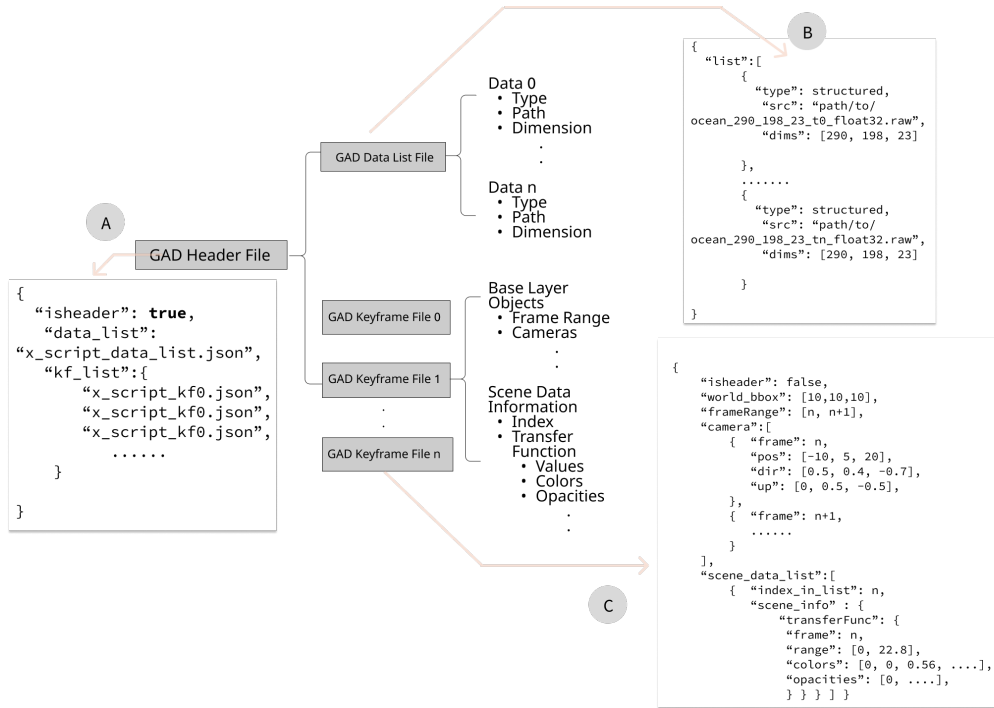 A
GAD Header File
{
“isheader”: true,
“data_list”:
“x_script_data_list.json”,
“kf_list”:{
“x_script_kf0.json”,
“x_script_kf0.json”,
“x_script_kf0.json”,
......
}
}
GAD Data List File
Data 0
• Type
• Path
• Dimension
.
.
Data n
• Type
• Path
• Dimension
GAD Keyframe File 0
GAD Keyframe File 1
.
.
GAD Keyframe File n
Base Layer
Objects
• Frame Range
• Cameras
.
.
Scene Data
Information
• Index
• Transfer
Function
• Values
• Colors
• Opacities
.
.
B
{
“list”:[
{
“type”: structured,
“src”: “path/to/
ocean_290_198_23_t0_float32.raw”,
“dims”: [290, 198, 23]
},
.......
{
“type”: structured,
“src”: “path/to/
ocean_290_198_23_tn_float32.raw”,
“dims”: [290, 198, 23]
}
}
C
{
“isheader”: false,
“world_bbox”: [10,10,10],
“frameRange”: [n, n+1],
“camera”:[
{ “frame”: n,
“pos”: [-10, 5, 20],
“dir”: [0.5, 0.4, -0.7],
“up”: [0, 0.5, -0.5],
},
{ “frame”: n+1,
......
}
],
“scene_data_list”:[
{ “index_in_list”: n,
“scene_info” : {
“transferFunc”: {
“frame”: n,
“range”: [0, 22.8],
“colors”: [0, 0, 0.56, ....],
“opacities”: [0, ....],
} } } ] }